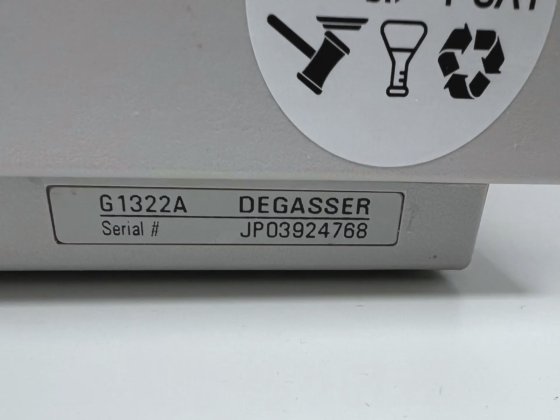 G1322A DEGASSER
Serial # JP03924768